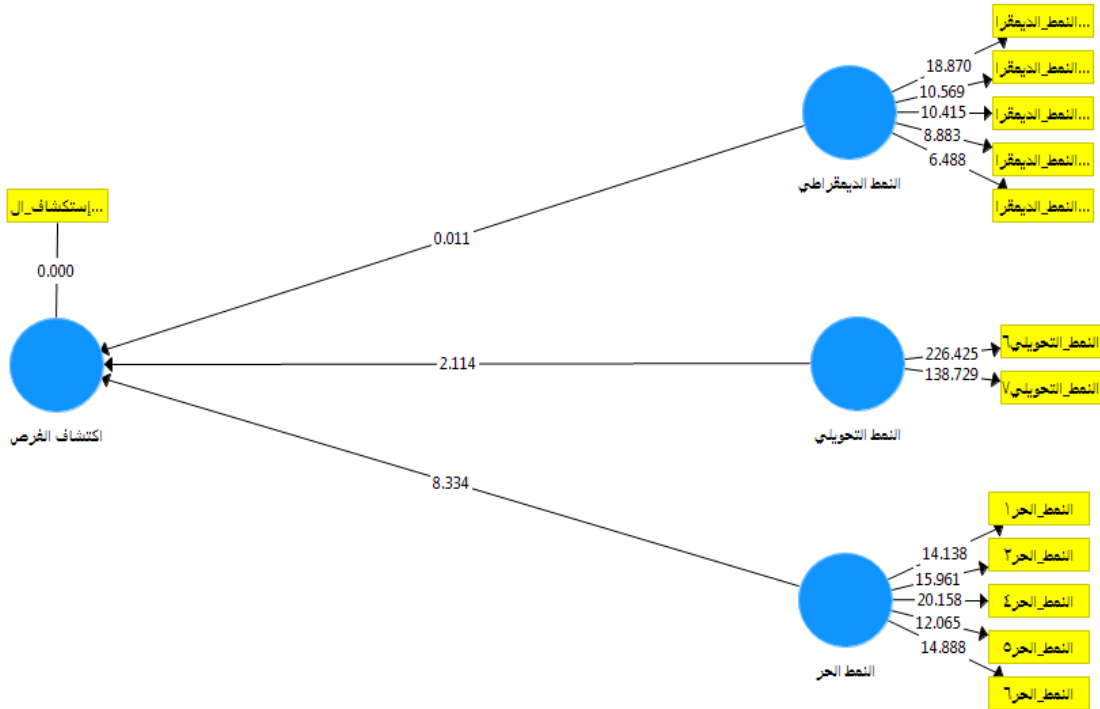 النمط_الديمقرا...
النمط_الديمقرا...
النمط_الديمقرا...
النمط_الديمقرا...
النمط_الديمقرا...
18.870
10.569
10.415
8.883
6.488
النمط الديمقراطي
إستكشاف_ال...
0.000
0.011
اكتشاف الفرص
2.114
النمط_التحويلي٦
226.425
138.729
النمط_التحويلي٧
النمط التحويلي
8.334
النمط_الحر١
النمط_الحر٢
النمط_الحر٤
النمط_الحر٥
النمط_الحر٦
14.138
15.961
20.158
12.065
14.888
النمط الحر